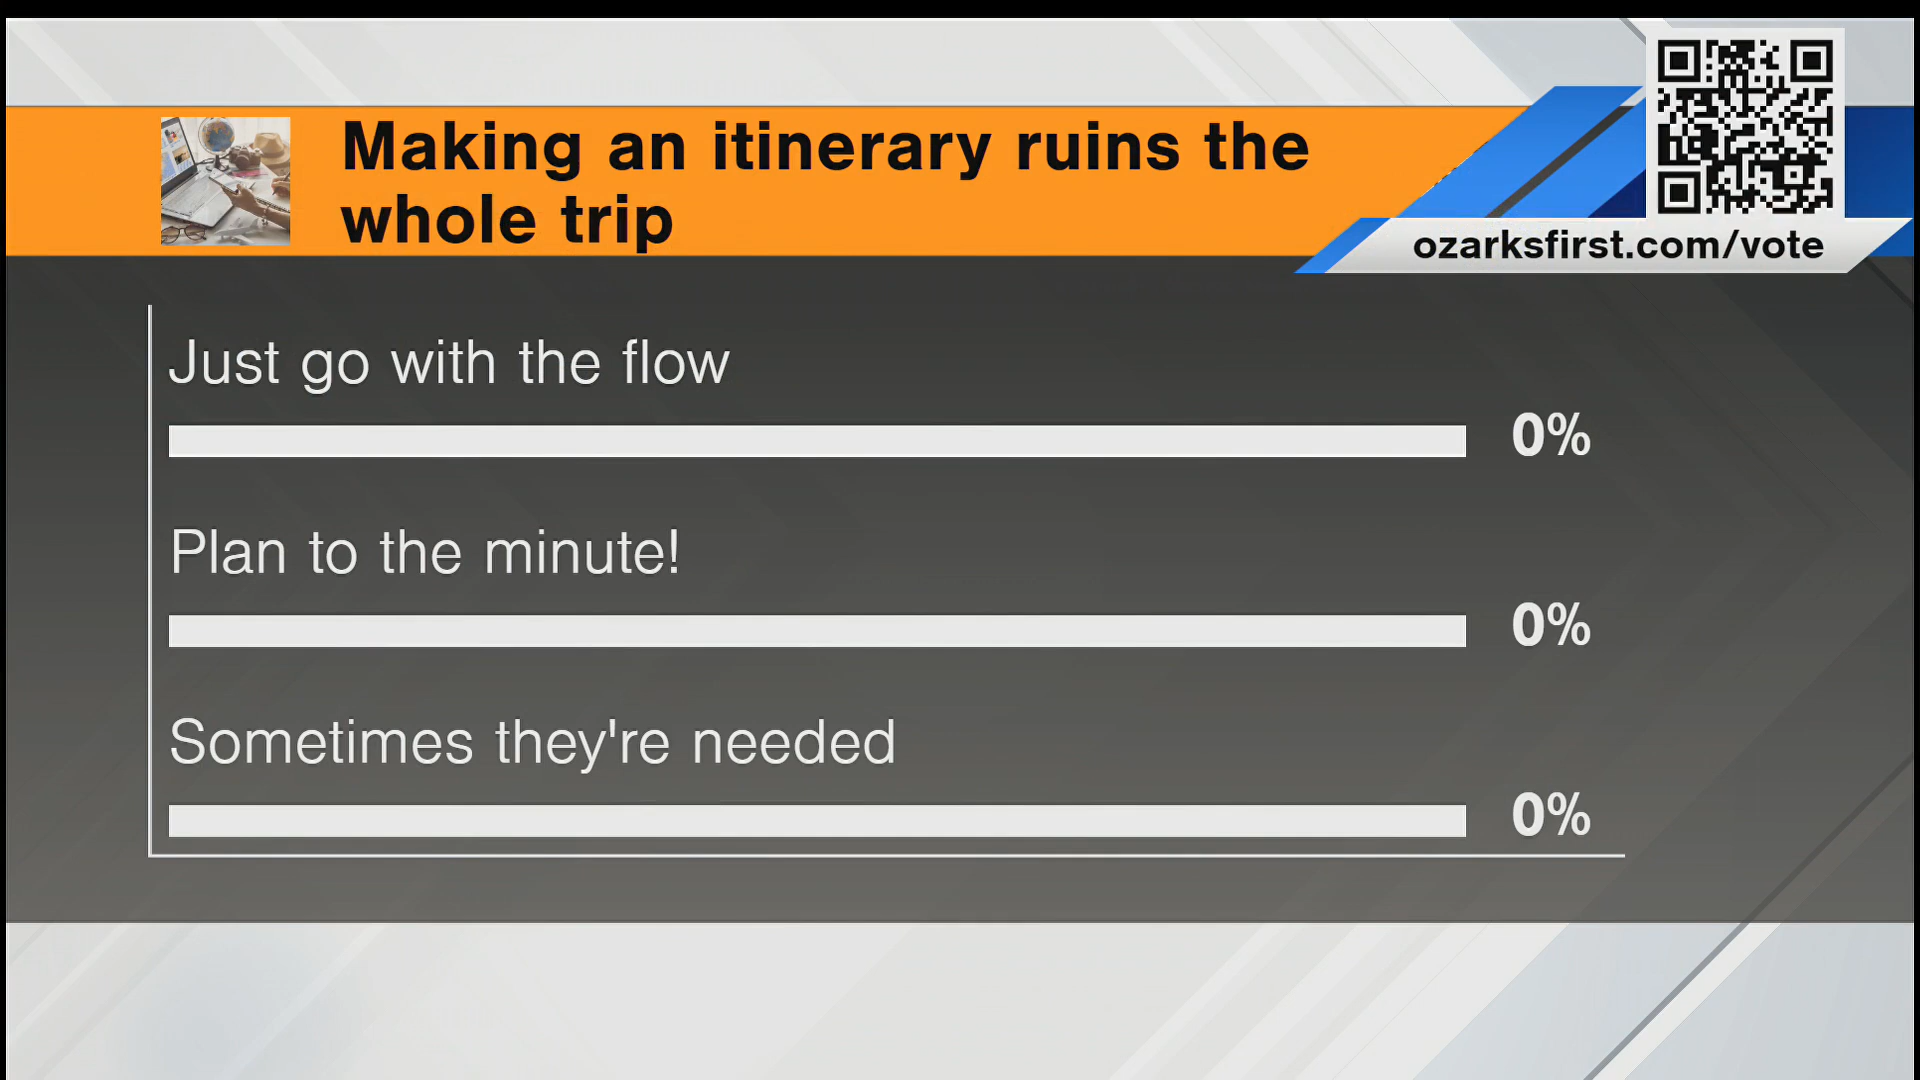 Making an itinerary ruins the
whole trip
ozarksfirst.com/vote
Just go with the flow
0%
Plan to the minute!
0%
Sometimes they're needed
0%